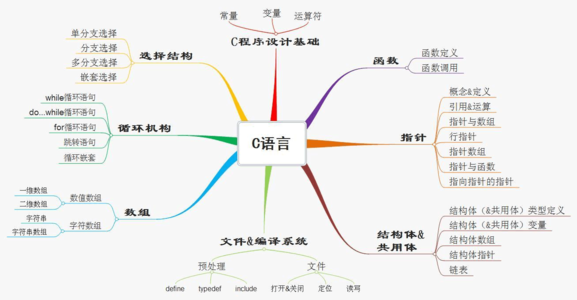 常量
变量
运算符
C程序设计基础
单分支选择
分支选择
多分支选择
嵌套选择
选择结构
while循环语句
do...while循环语句
for循环语句
跳转语句
循环嵌套
循环机构
一维数组
二维数组
数值数组
字符串
字符串数组
字符数组
数组
C语言
函数
函数定义
函数调用
指针
概念&定义
引用&运算
指针与数组
行指针
指针数组
指针与函数
指向指针的指针
结构体&
共用体
结构体（&共用体）类型定义
结构体（&共用体）变量
结构体数组
结构体指针
链表
文件&编译系统
预处理
define
typedef
include
文件
打开&关闭
定位
读写